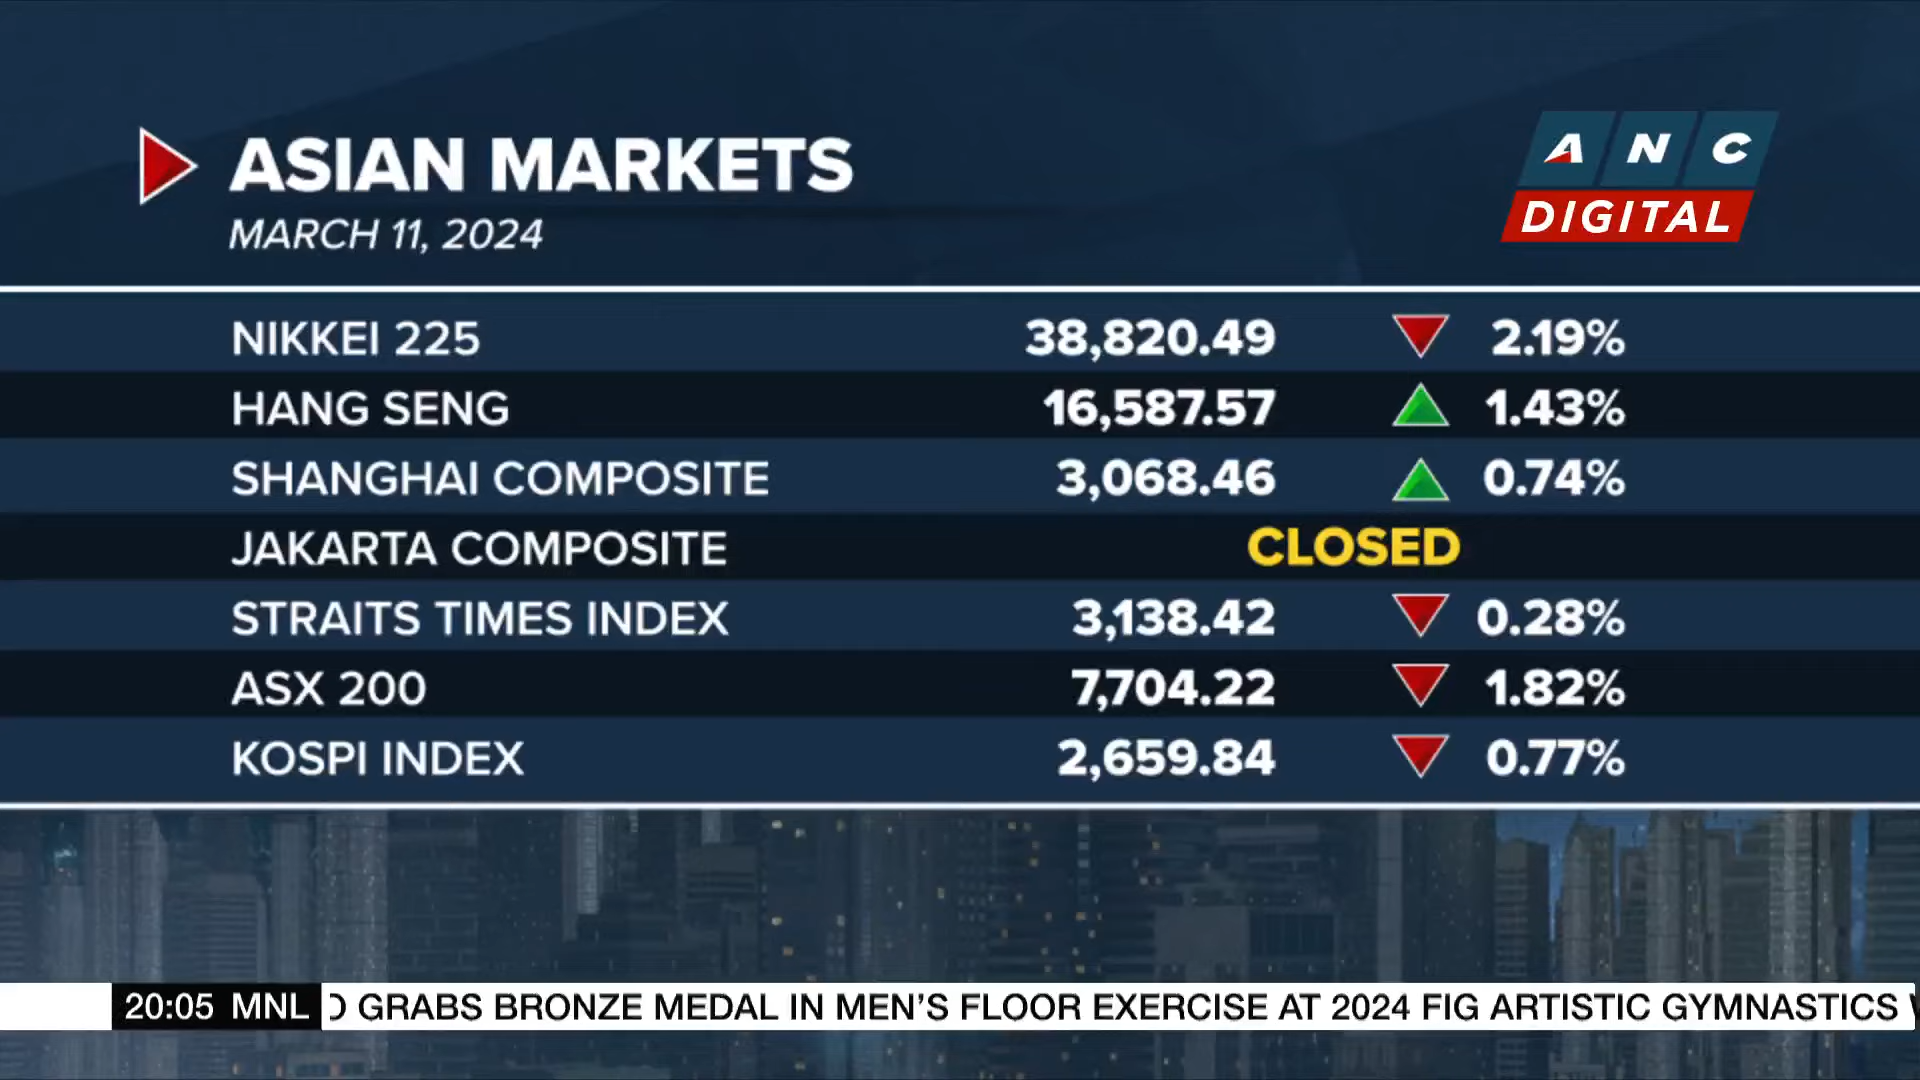 ASIAN MARKETS
MARCH 11, 2024
ANC
DIGITAL
NIKKEI 225 38,820.49 2.19%
HANG SENG 16,587.57 1.43%
SHANGHAI COMPOSITE 3,068.46 0.74%
JAKARTA COMPOSITE CLOSED
STRAITS TIMES INDEX 3,138.42 0.28%
ASX 200 7,704.22 1.82%
KOSPI INDEX 2,659.84 0.77%
20:05 MNL GRABS BRONZE MEDAL IN MEN'S FLOOR EXERCISE AT 2024 FIG ARTISTIC GYMNASTICS